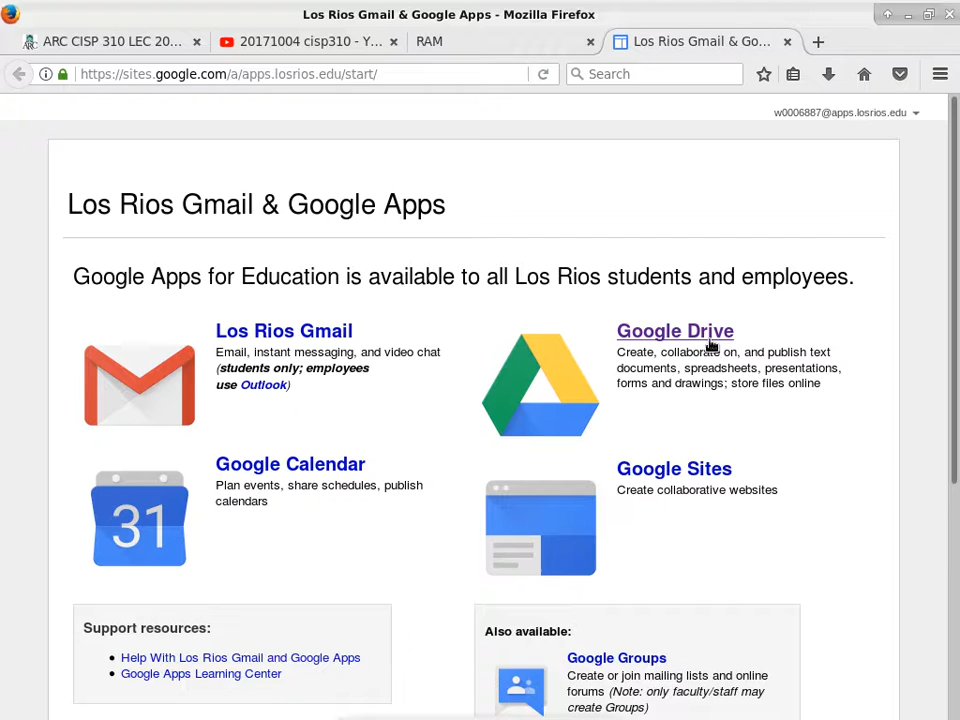 Los Rios Gmail & Google Apps - Mozilla Firefox
ARC CISP 310 LEC 20...
20171004 cisp310 - Y...
RAM
Los Rios Gmail & Go...
https://sites.google.com/a/apps.losrios.edu/start/
Search
w0006887@apps.losrios.edu
Los Rios Gmail & Google Apps
Google Apps for Education is available to all Los Rios students and employees.
Los Rios Gmail
Email, instant messaging, and video chat
(students only; employees
use Outlook)
Google Drive
Create, collaborate on, and publish text
documents, spreadsheets, presentations,
forms and drawings; store files online
Google Calendar
Plan events, share schedules, publish
calendars
31
Google Sites
Create collaborative websites
Support resources:
Help With Los Rios Gmail and Google Apps
Google Apps Learning Center
Also available:
Google Groups
Create or join mailing lists and online
forums (Note: only faculty/staff may
create Groups)